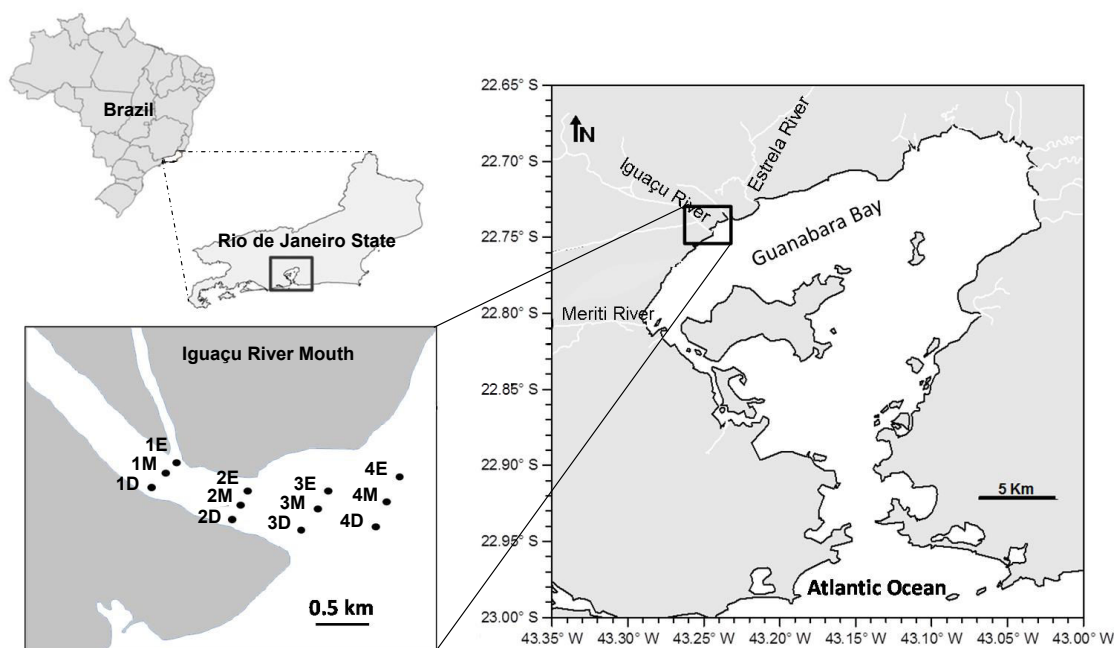 Brazil
Rio de Janeiro State
Iguaçu River Mouth
1E
1M
1D
2E
2M
2D
3E
3M
3D
4E
4M
4D
0.5 km
22.65° S
22.70° S
22.75° S
22.80° S
22.85° S
22.90° S
22.95° S
23.00° S
N
Iguaçu River
Estrela River
Guanabara Bay
Meriti River
5 Km
Atlantic Ocean
43.35° W 43.30° W 43.25° W 43.20° W 43.15° W 43.10° W 43.05° W 43.00° W